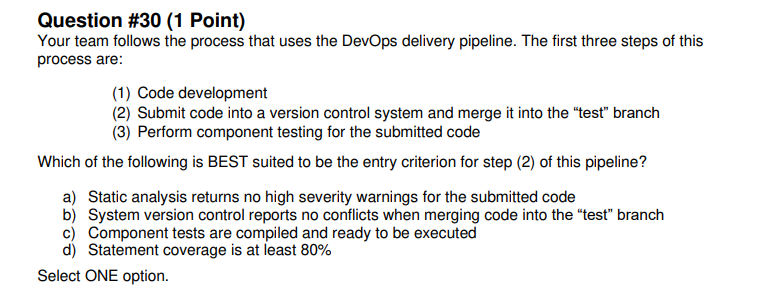 Question #30 (1 Point)
Your team follows the process that uses the DevOps delivery pipeline. The first three steps of this
process are:
(1) Code development
(2) Submit code into a version control system and merge it into the “test” branch
(3) Perform component testing for the submitted code
Which of the following is BEST suited to be the entry criterion for step (2) of this pipeline?
a) Static analysis returns no high severity warnings for the submitted code
b) System version control reports no conflicts when merging code into the “test” branch
c) Component tests are compiled and ready to be executed
d) Statement coverage is at least 80%
Select ONE option.